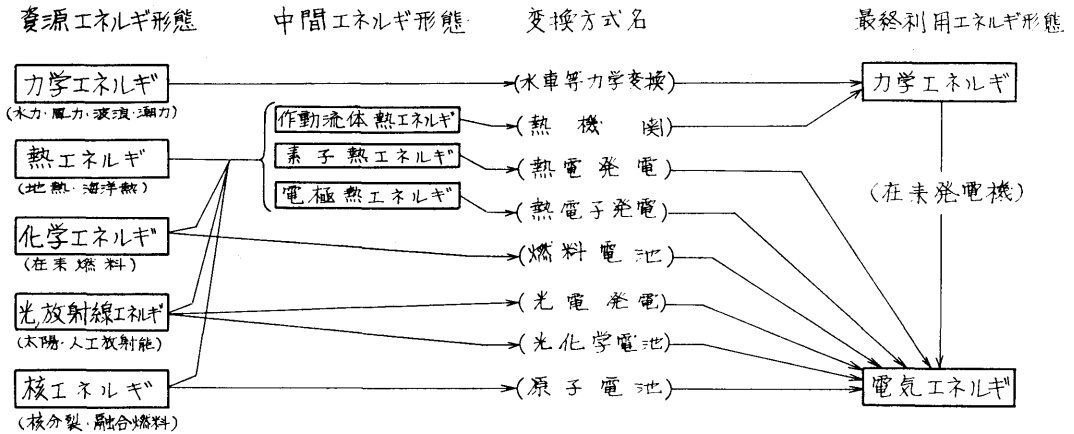 資源エネルギ形態 中間エネルギ形態 変換方式名 最終利用エネルギ形態
力学エネルギ (水車等力学変換) 力学エネルギ
(水力・風力・波浪・潮力)
作動流体熱エネルギ (熱機関)
熱エネルギ 素子熱エネルギ (熱電発電)
(地熱・海洋熱)
電極熱エネルギ (熱電子発電) (在来発電機)
化学エネルギ (燃料電池)
(在来燃料)
光,放射線エネルギ (光電発電)
(太陽・人工放射能) (光化学電池)
核エネルギ (原子電池) 電気エネルギ
(核分裂・融合燃料)